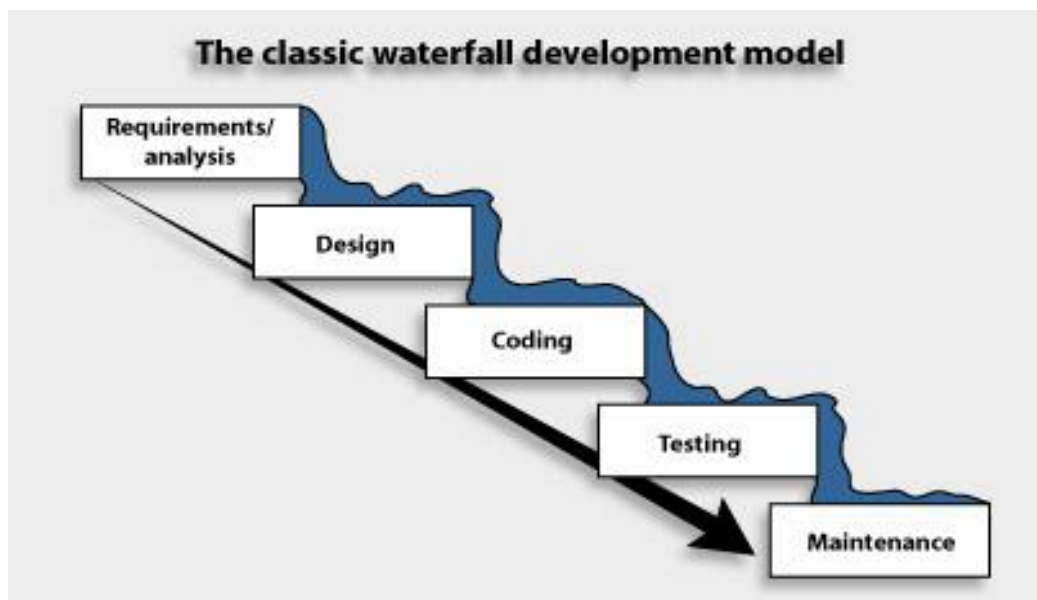 The classic waterfall development model
Requirements/
analysis
Design
Coding
Testing
Maintenance